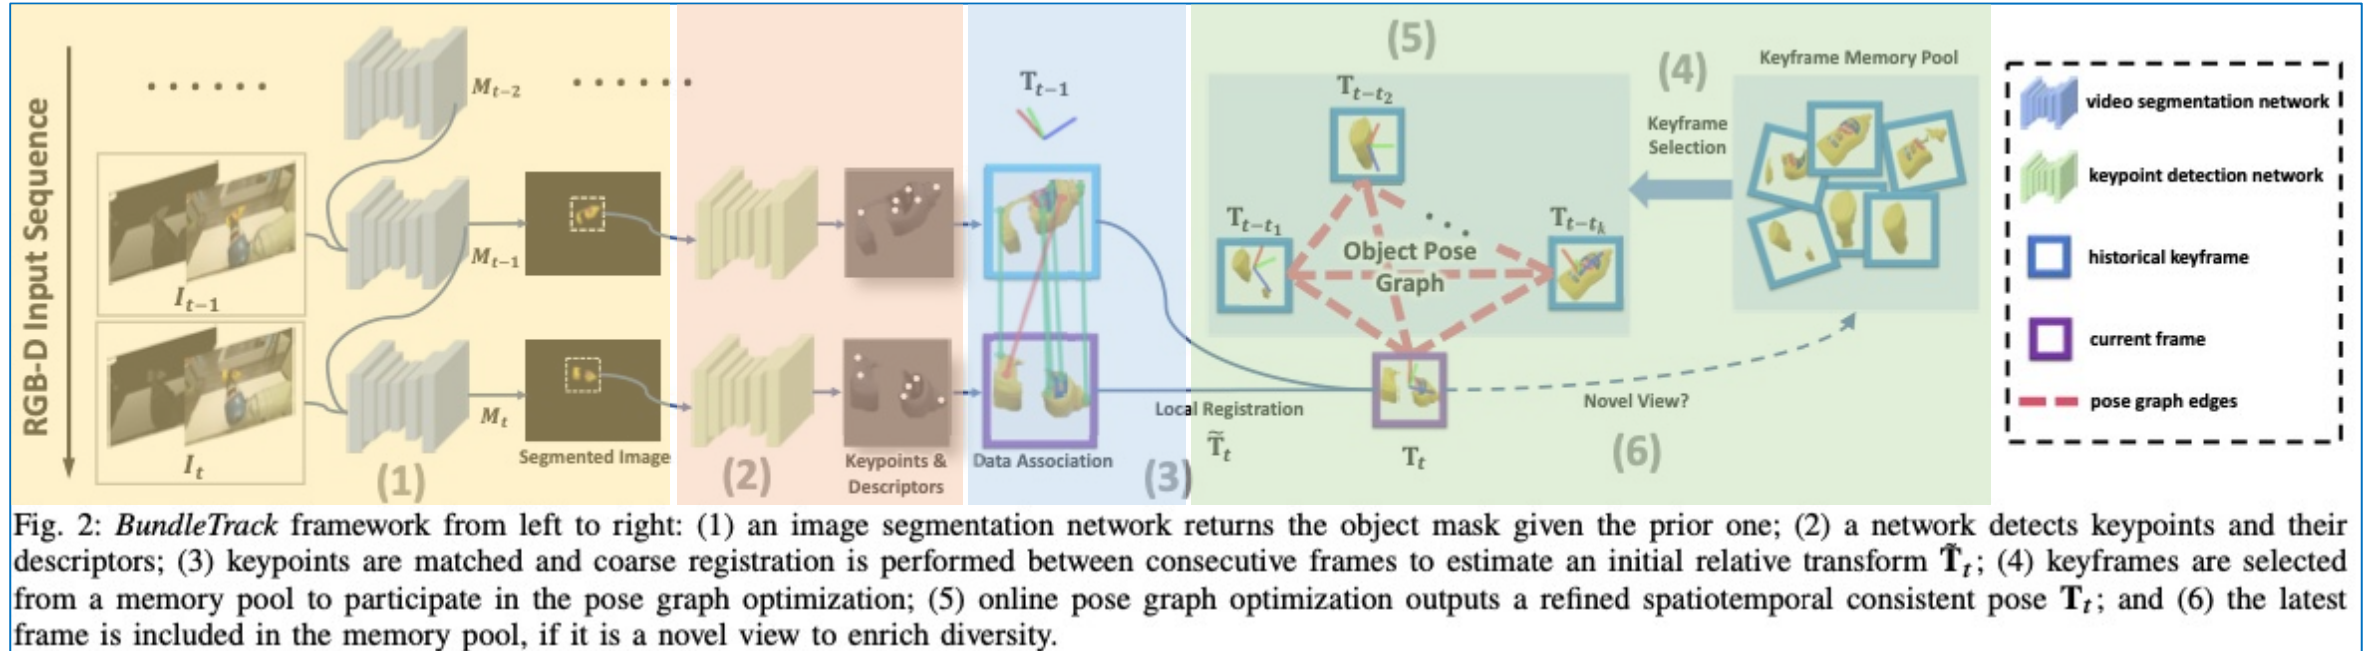 RGB-D Input Sequence
......
M_{t-2}
......
I_{t-1}
M_{t-1}
I_t
M_t
(1)
Segmented Image
(2)
Keypoints &
Descriptors
T_{t-1}
Data Association
(3)
Local Registration
T̃_t
(5)
T_{t-t_2}
T_{t-t_1}
T_{t-t_k}
Object Pose
Graph
T_t
(4)
Keyframe
Selection
Keyframe Memory Pool
Novel View?
(6)
video segmentation network
keypoint detection network
historical keyframe
current frame
pose graph edges
Fig. 2: BundleTrack framework from left to right: (1) an image segmentation network returns the object mask given the prior one; (2) a network detects keypoints and their
descriptors; (3) keypoints are matched and coarse registration is performed between consecutive frames to estimate an initial relative transform T̃_t; (4) keyframes are selected
from a memory pool to participate in the pose graph optimization; (5) online pose graph optimization outputs a refined spatiotemporal consistent pose T_t; and (6) the latest
frame is included in the memory pool, if it is a novel view to enrich diversity.